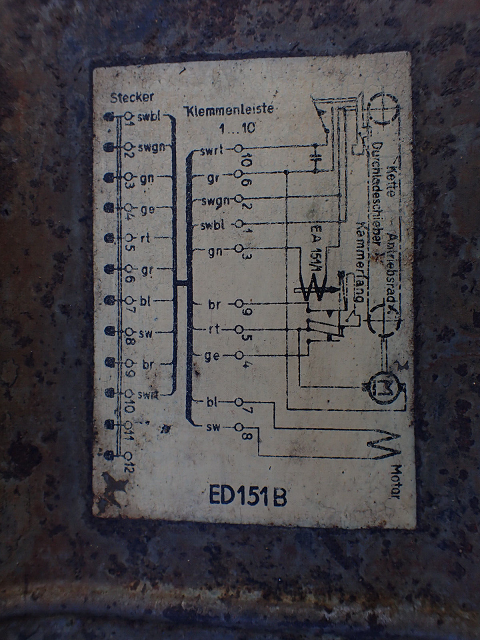 Stecker
1 swbl
2 swgn
3 gn
4 ge
5 rt
6 gr
7 bl
8 sw
9 br
10 swrt
11
12
Klemmenleiste
1...10
swrt 10
gr 6
swgn 2
swbl 1
gn 3
br 9
rt 5
ge 4
bl 7
sw 8
EA 151/1
Kammerfang
Durchladeschieber
Kette Antriebsrad
M
Motor
ED151B